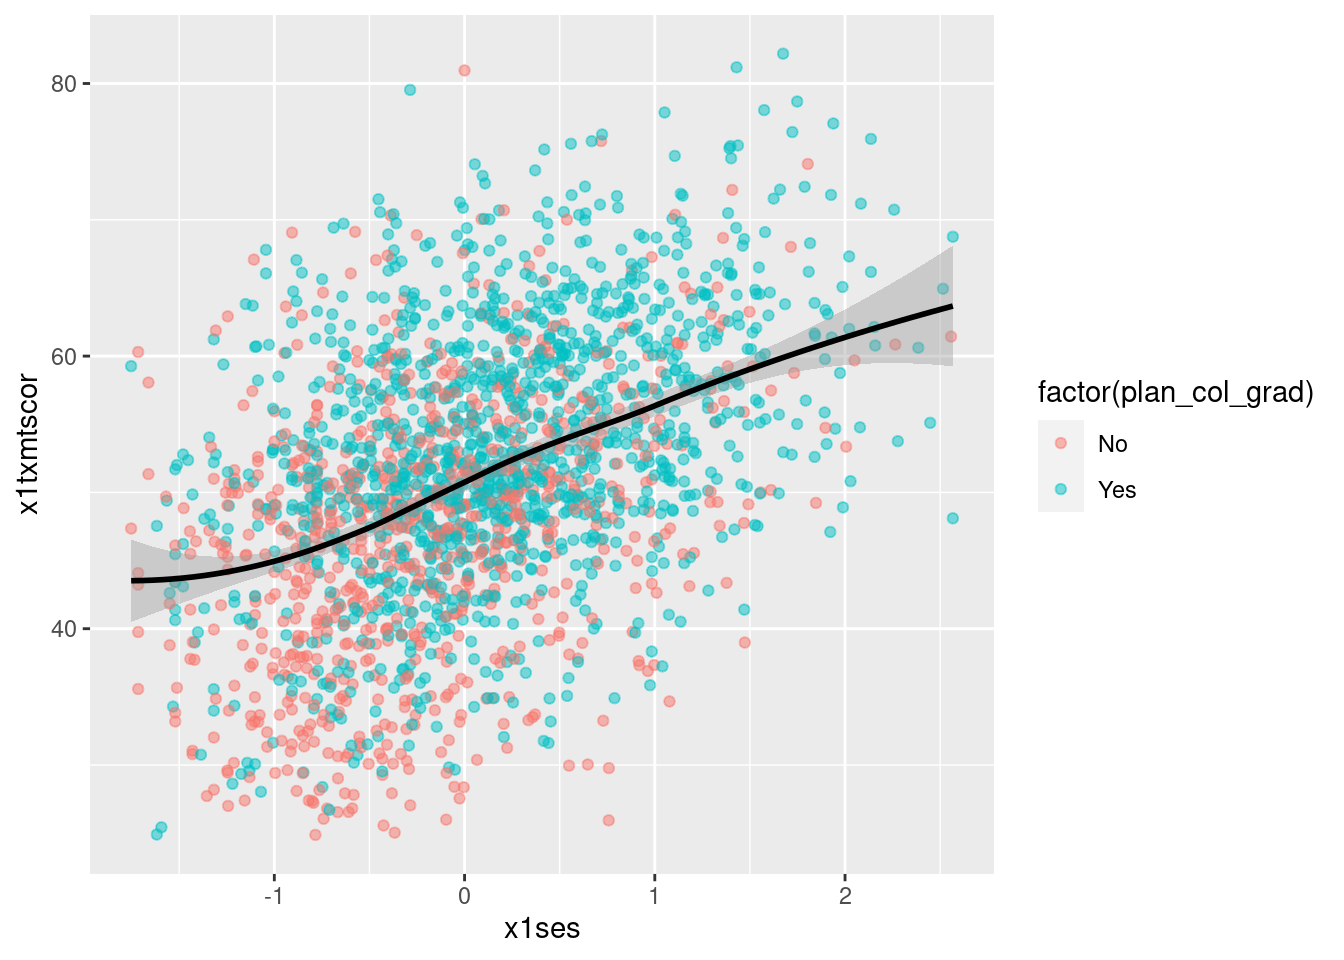 80
60
40
x1txmtscor
-1
0
1
2
x1ses
factor(plan_col_grad)
No
Yes